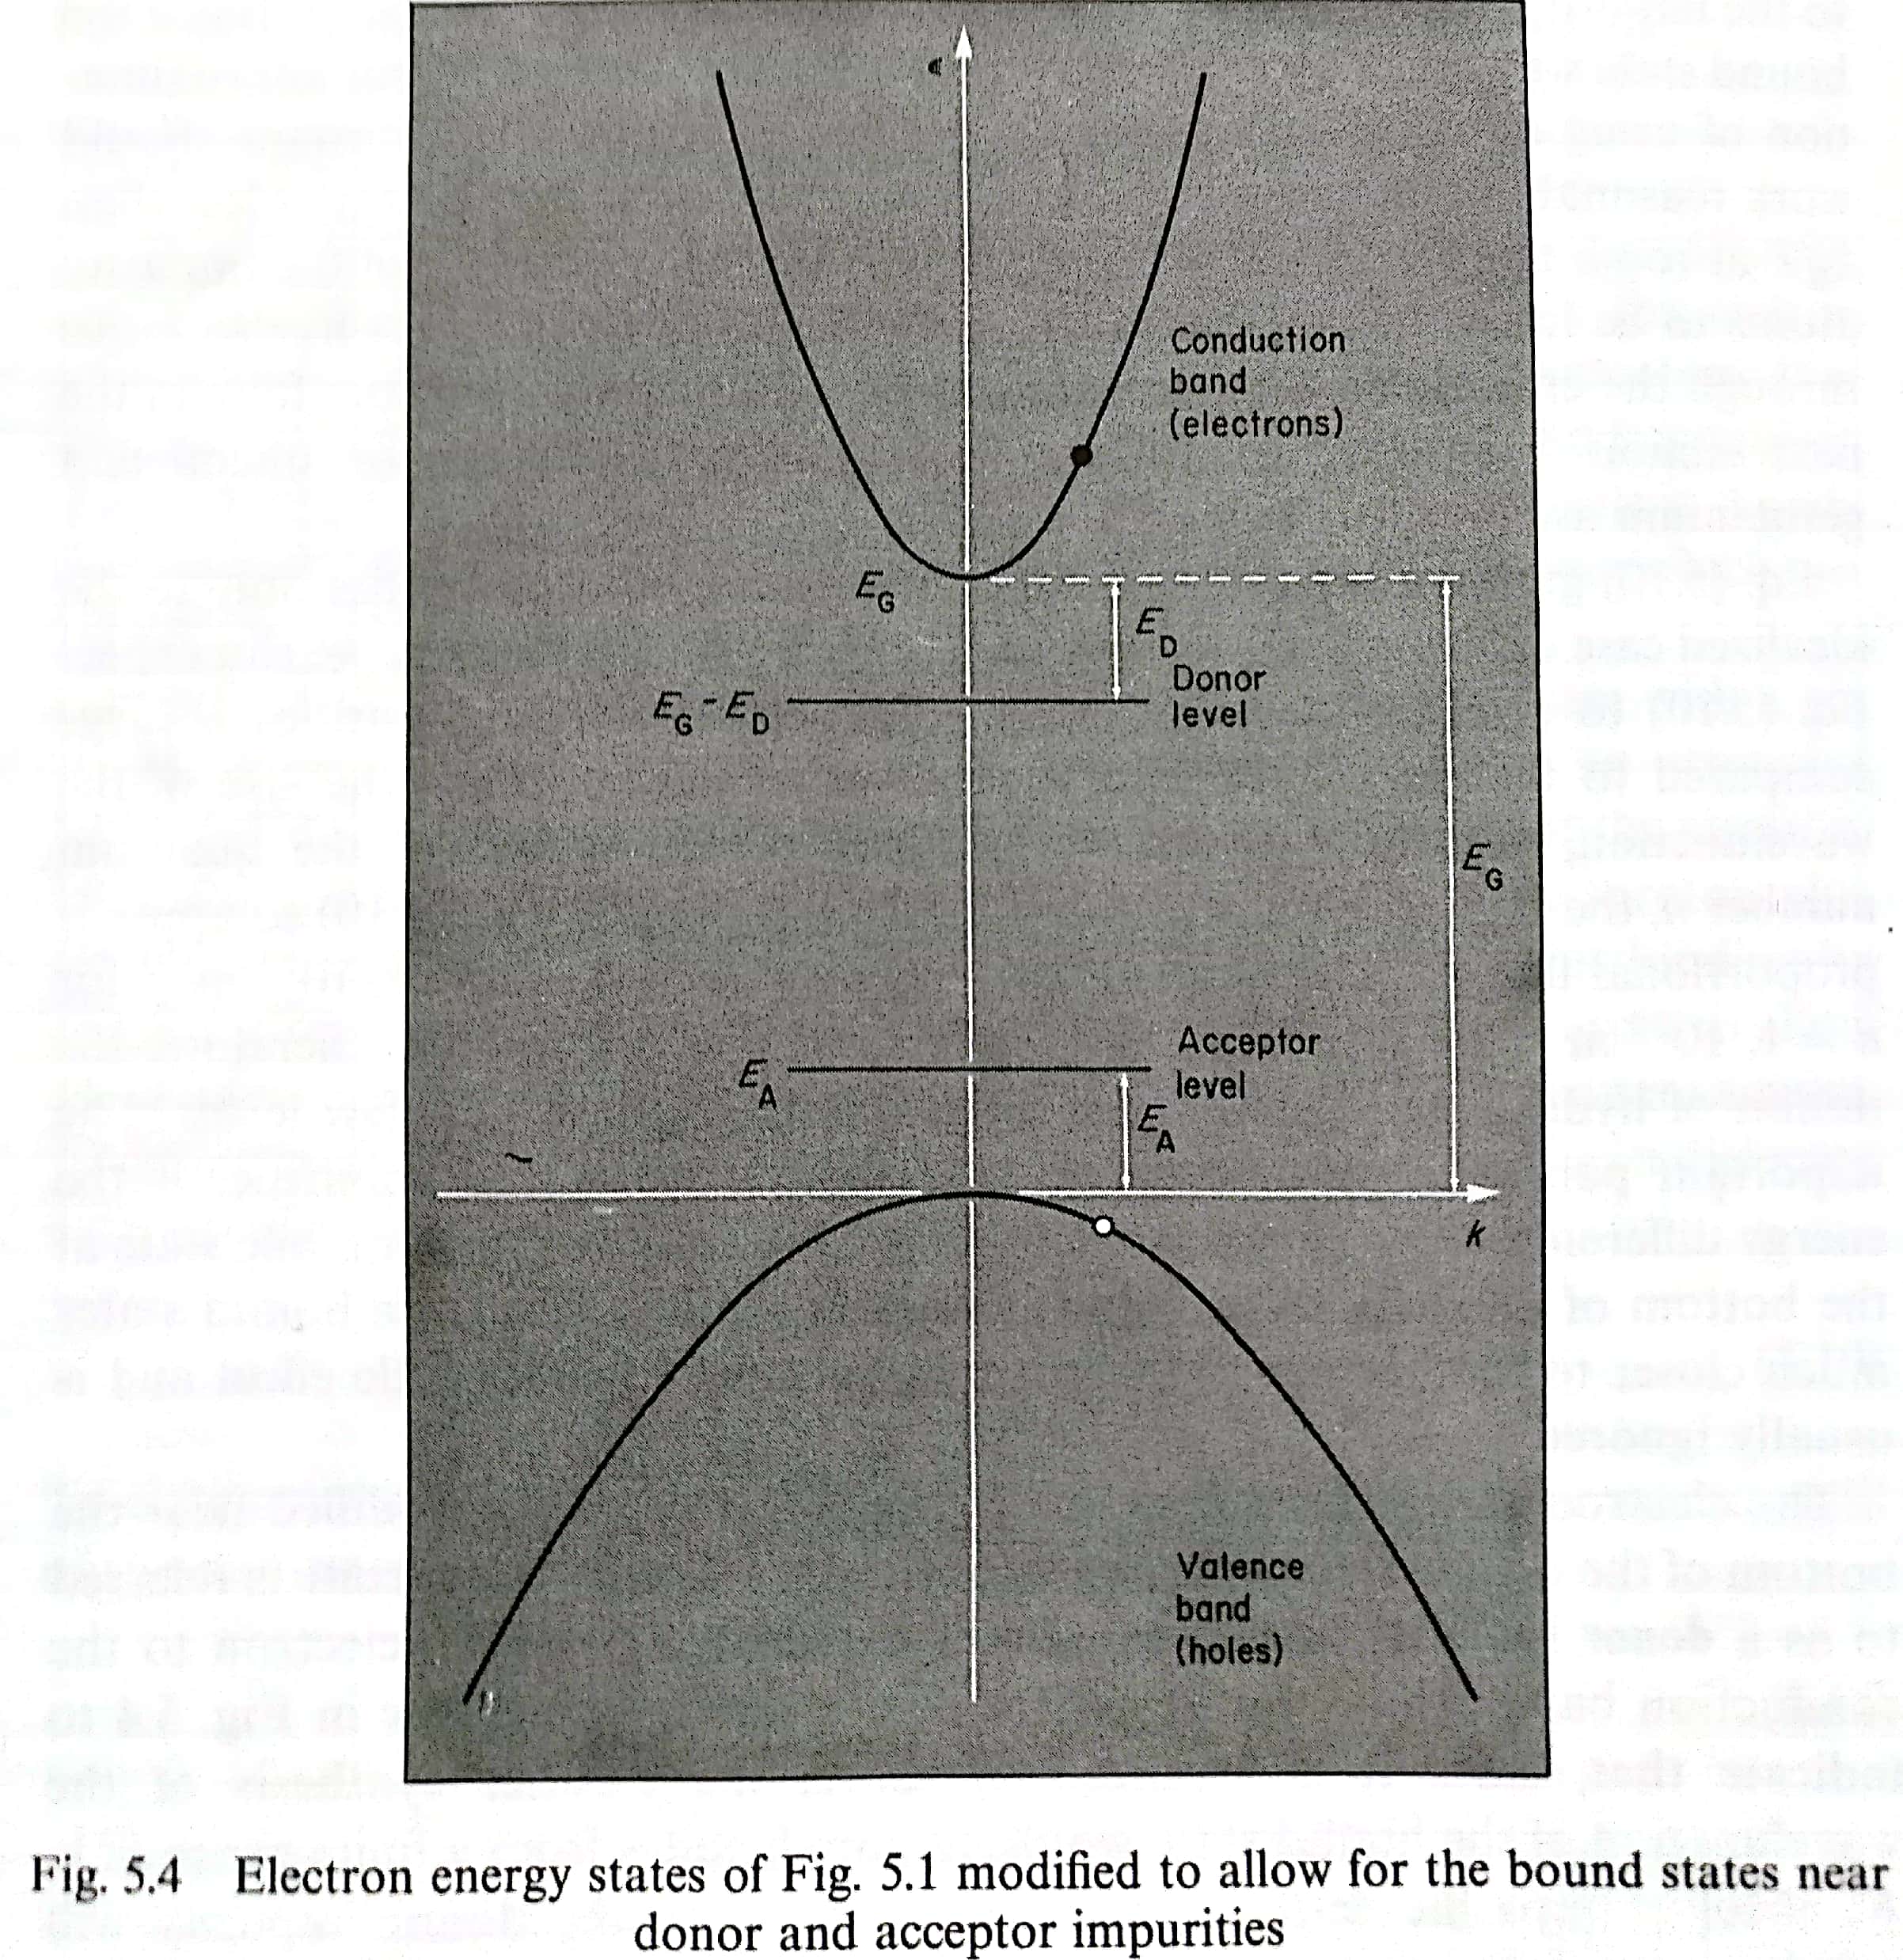 ϵ
Conduction
band
(electrons)
E_G
E_D
Donor
level
E_G - E_D
E_G
Acceptor
level
E_A
E_A
k
Valence
band
(holes)
Fig. 5.4 Electron energy states of Fig. 5.1 modified to allow for the bound states near
donor and acceptor impurities